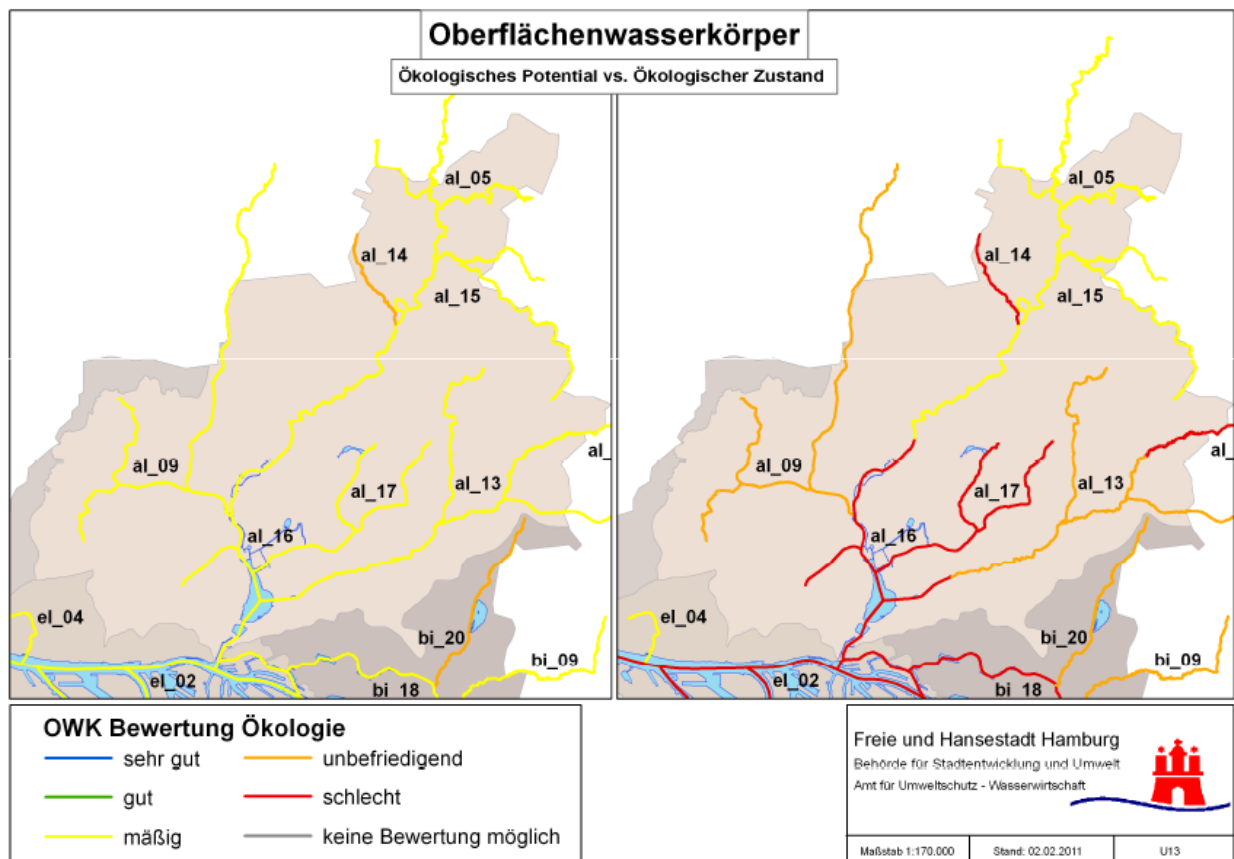 Oberflächenwasserkörper
Ökologisches Potential vs. Ökologischer Zustand
al_05
al_14
al_15
al_09
al_17
al_13
al_
al_16
el_04
bi_20
bi_09
el_02
bi_18
al_05
al_14
al_15
al_09
al_17
al_13
al_
al_16
el_04
bi_20
bi_09
el_02
bi_18
OWK Bewertung Ökologie
sehr gut
unbefriedigend
gut
schlecht
mäßig
keine Bewertung möglich
Freie und Hansestadt Hamburg
Behörde für Stadtentwicklung und Umwelt
Amt für Umweltschutz - Wasserwirtschaft
Maßstab 1:170.000
Stand: 02.02.2011
U13